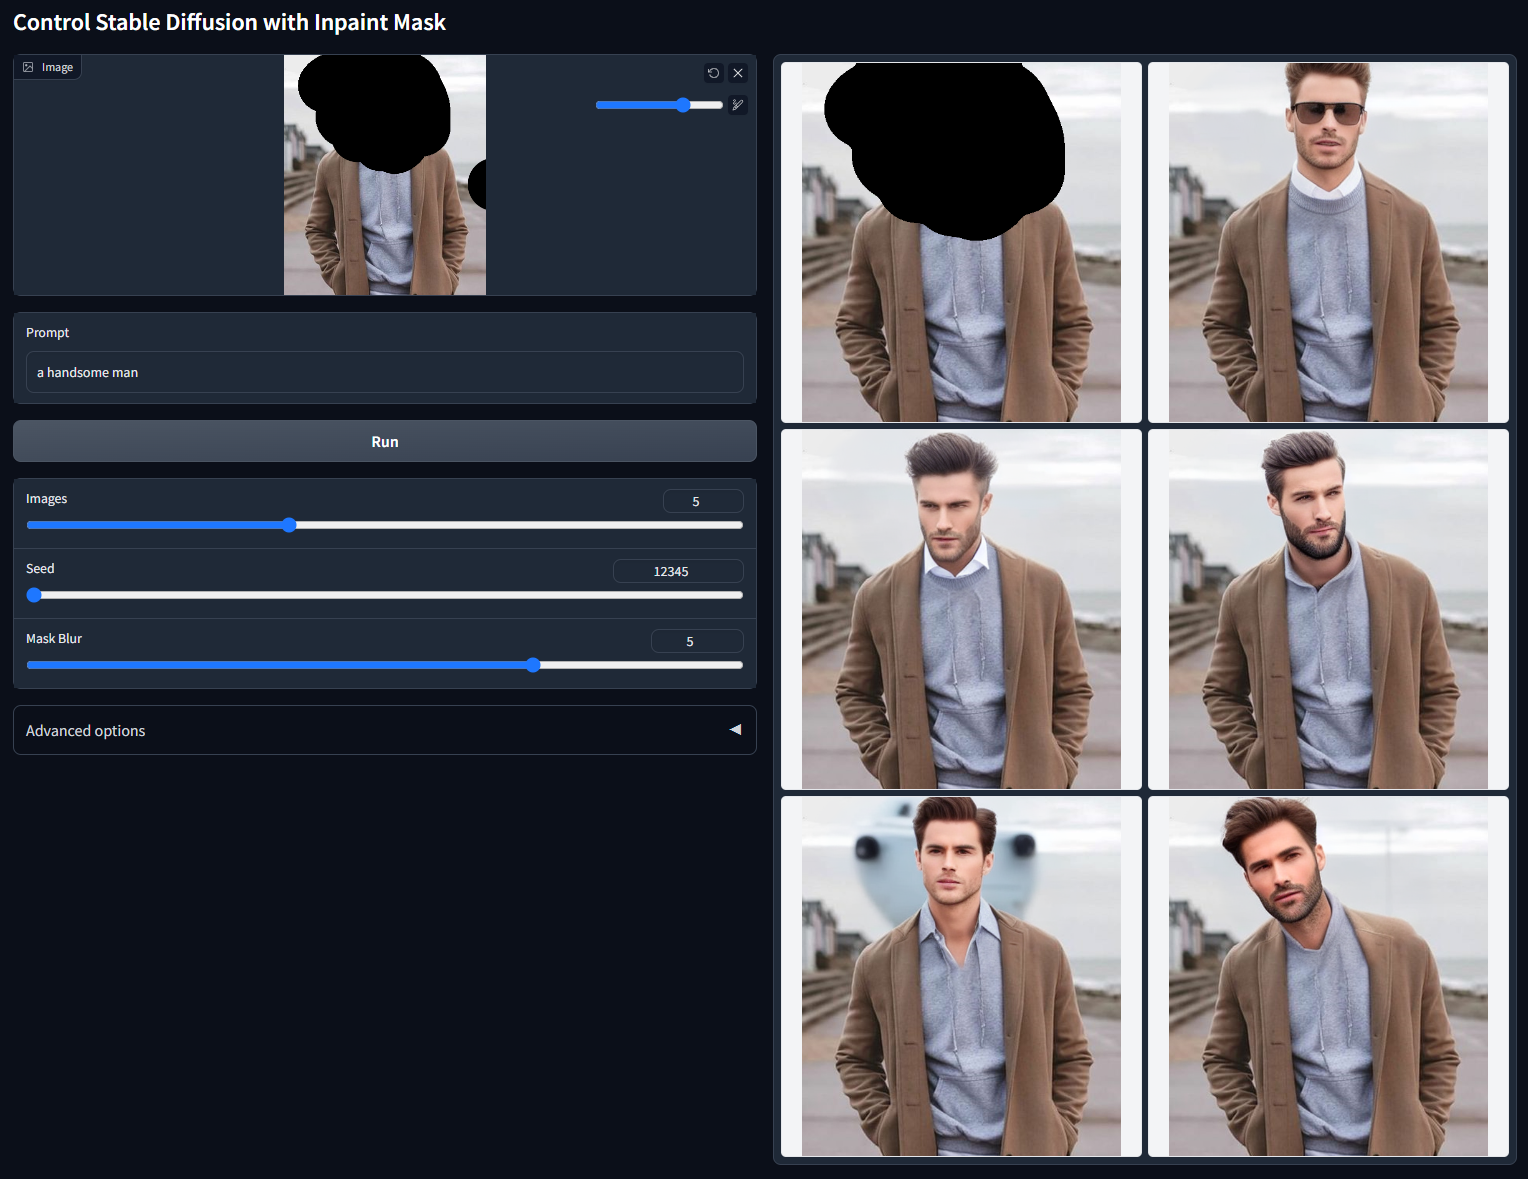 Control Stable Diffusion with Inpaint Mask
Image
Prompt
a handsome man
Run
Images
5
Seed
12345
Mask Blur
5
Advanced options